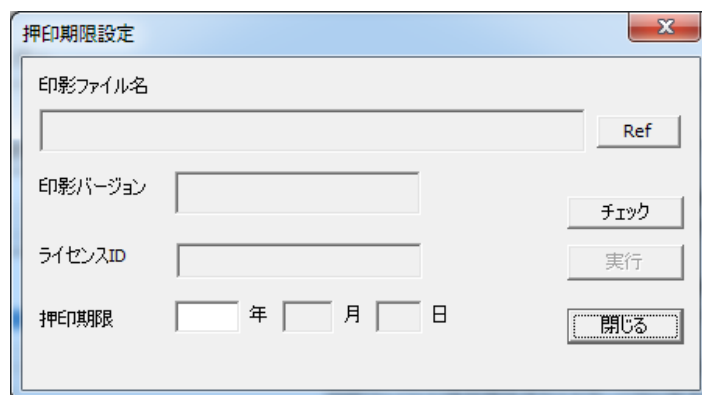 押印期限設定
印影ファイル名
Ref
印影バージョン
チェック
ライセンスID
実行
押印期限 年 月 日
閉じる